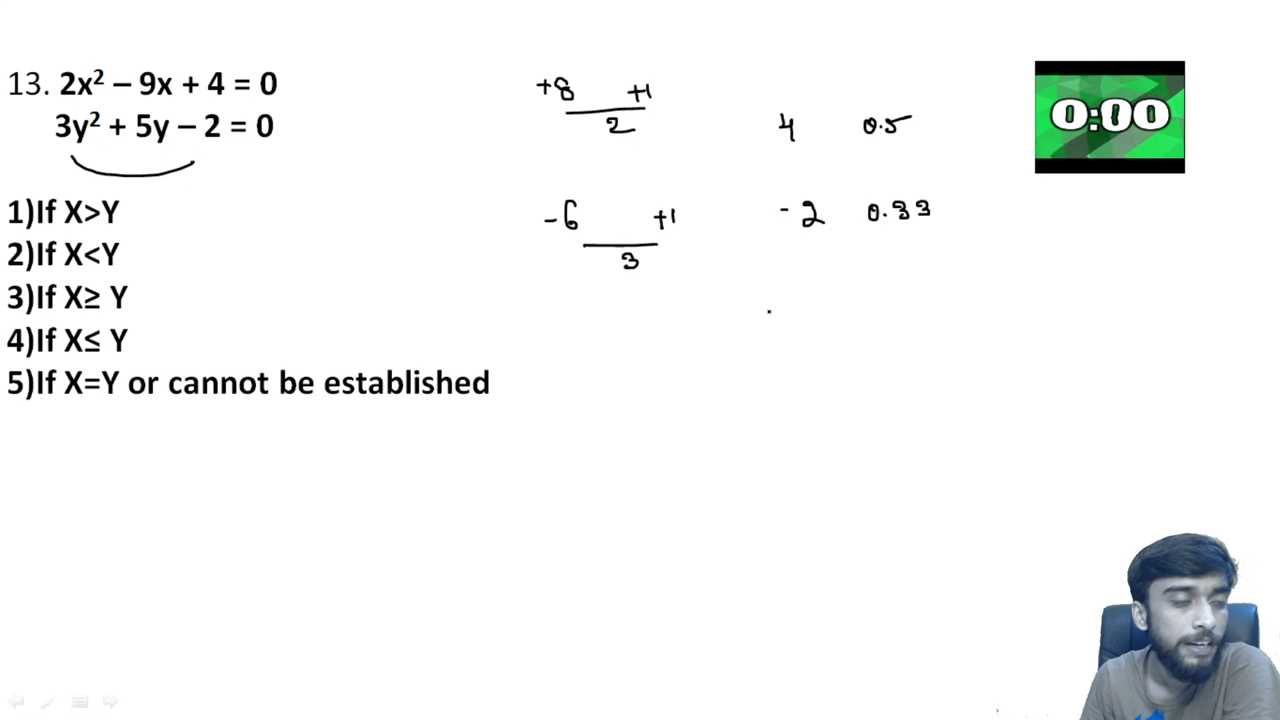 13. 2x² – 9x + 4 = 0
3y² + 5y – 2 = 0
1)If X>Y
2)If X<Y
3)If X≥ Y
4)If X≤ Y
5)If X=Y or cannot be established
+8 +1
2
4 0.5
-6 +1
3
-2 0.33
0:00